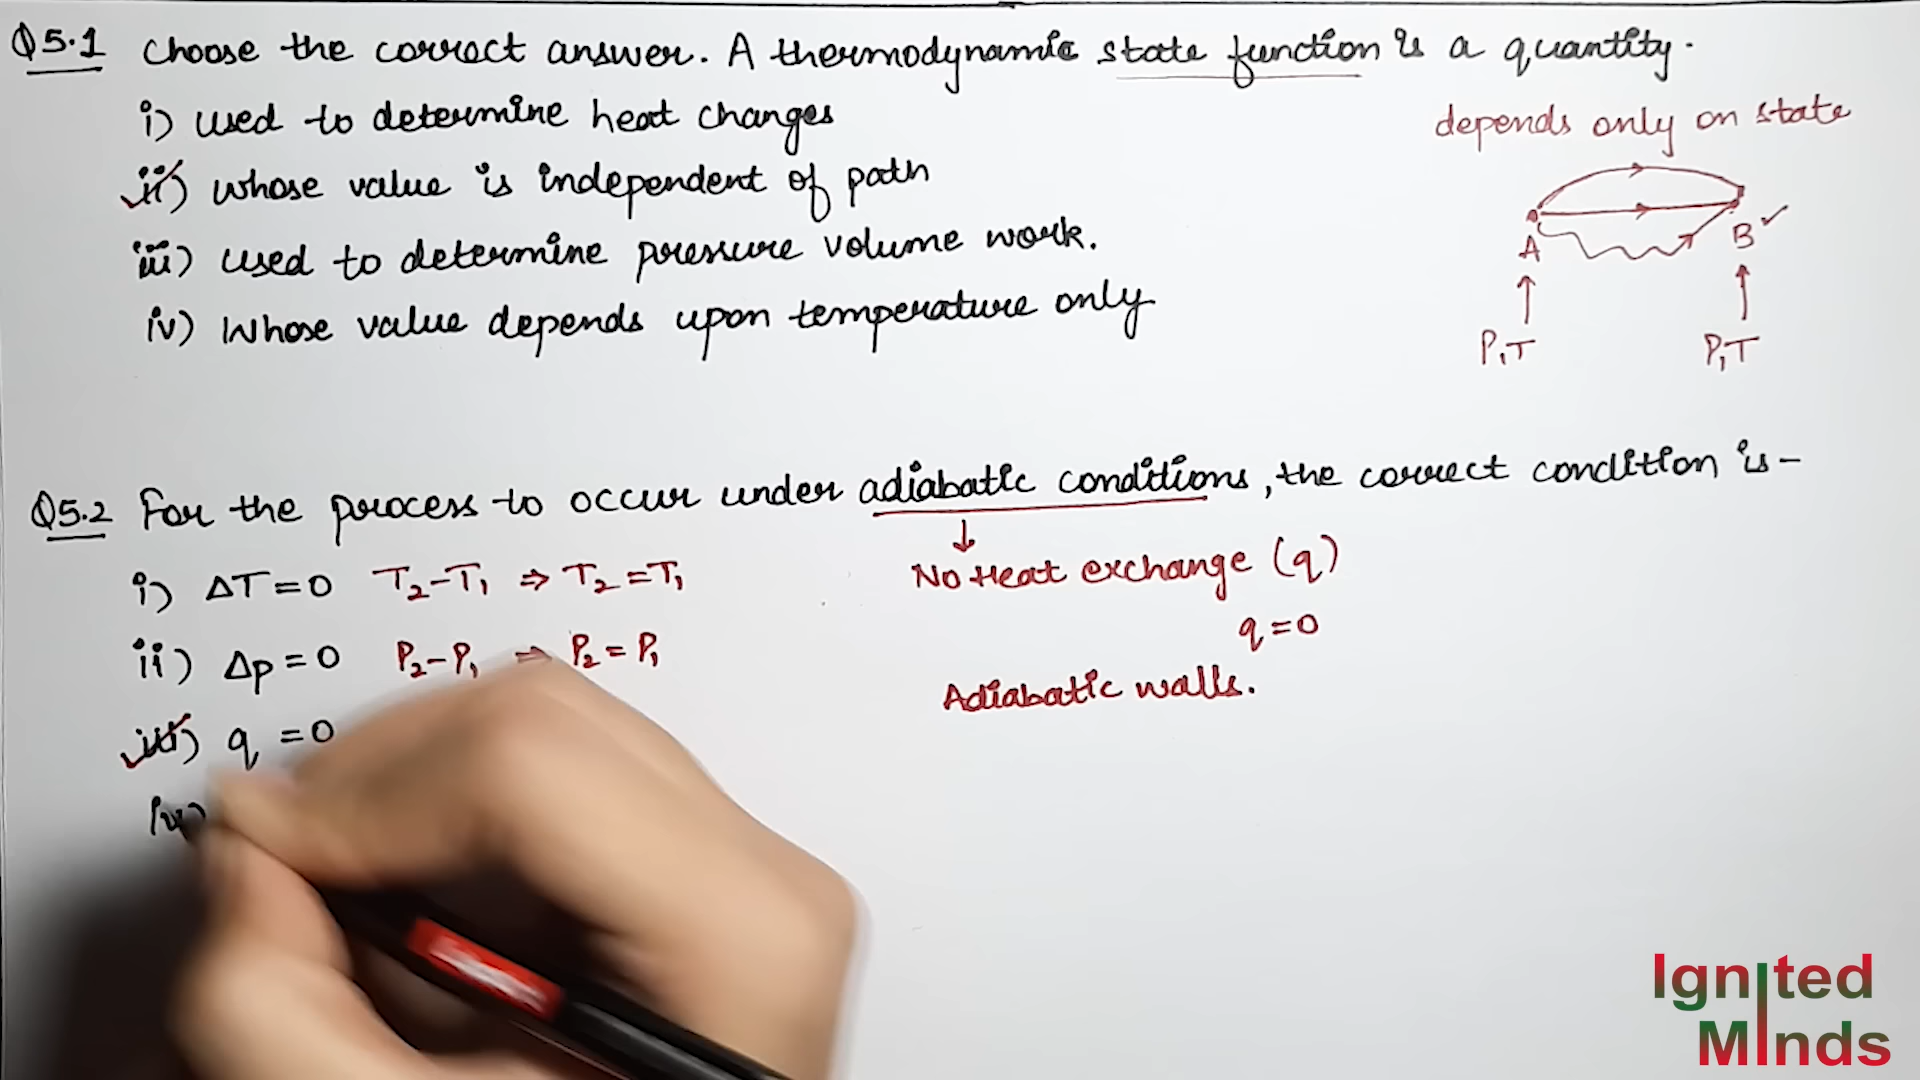 Q5.1 Choose the correct answer. A thermodynamic state function is a quantity.
i) used to determine heat changes
depends only on state
ii) whose value is independent of path
iii) used to determine pressure volume work.
A B
iv) Whose value depends upon temperature only
P,T P,T
Q5.2 For the process to occur under adiabatic conditions, the correct condition is -
i) ΔT = 0 T₂-T₁ ⇒ T₂=T₁
No Heat exchange (q)
q=0
ii) Δp = 0 P₂-P₁ ⇒ P₂ = P₁
Adiabatic walls.
iii) q = 0
iv)
Ignited
Minds